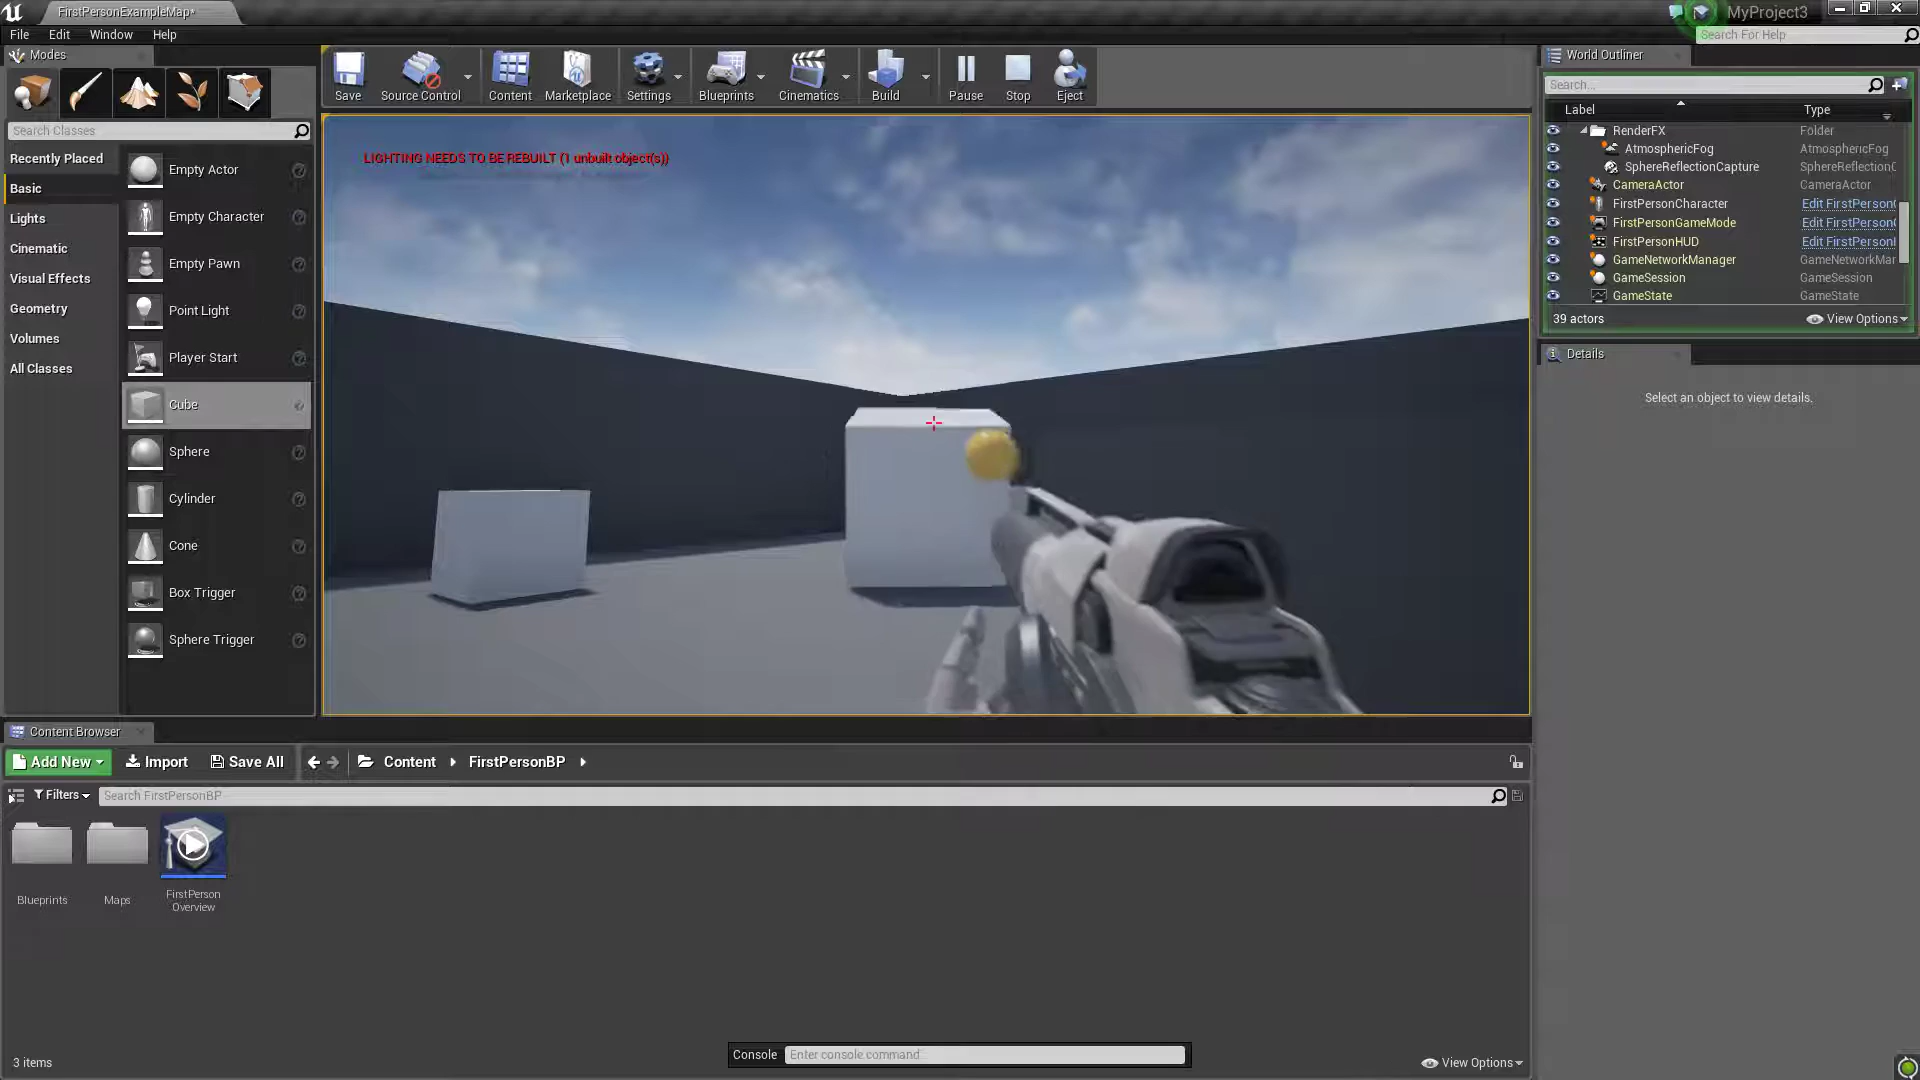 FirstPersonExampleMap*
MyProject3
File Edit Window Help
Search For Help
Modes
Save
Source Control
Content
Marketplace
Settings
Blueprints
Cinematics
Build
Pause
Stop
Eject
World Outliner
Search...
Label Type
Search Classes
Recently Placed
Basic
Lights
Cinematic
Visual Effects
Geometry
Volumes
All Classes
Empty Actor
Empty Character
Empty Pawn
Point Light
Player Start
Cube
Sphere
Cylinder
Cone
Box Trigger
Sphere Trigger
LIGHTING NEEDS TO BE REBUILT (1 unbuilt object(s))
RenderFX Folder
AtmosphericFog AtmosphericFog
SphereReflectionCapture SphereReflectionC
CameraActor CameraActor
FirstPersonCharacter Edit FirstPersonC
FirstPersonGameMode Edit FirstPersonG
FirstPersonHUD Edit FirstPersonH
GameNetworkManager GameNetworkMar
GameSession GameSession
GameState GameState
39 actors
View Options
Details
Select an object to view details.
Content Browser
Add New Import Save All Content FirstPersonBP
Filters Search FirstPersonBP
Blueprints
Maps
FirstPerson
Overview
3 items
Console Enter console command
View Options